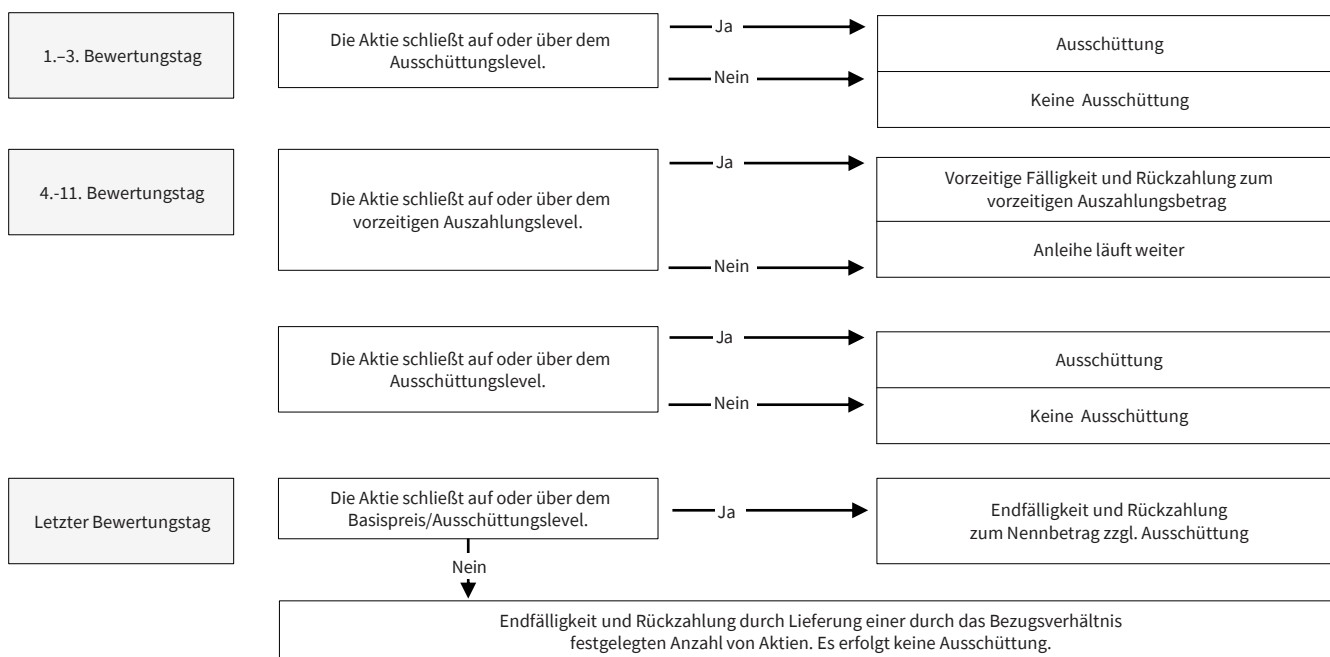 1.–3. Bewertungstag
Die Aktie schließt auf oder über dem
Ausschüttungslevel.
Ja
Ausschüttung
Nein
Keine Ausschüttung
4.-11. Bewertungstag
Die Aktie schließt auf oder über dem
vorzeitigen Auszahlungslevel.
Ja
Vorzeitige Fälligkeit und Rückzahlung zum
vorzeitigen Auszahlungsbetrag
Nein
Anleihe läuft weiter
Die Aktie schließt auf oder über dem
Ausschüttungslevel.
Ja
Ausschüttung
Nein
Keine Ausschüttung
Letzter Bewertungstag
Die Aktie schließt auf oder über dem
Basispreis/Ausschüttungslevel.
Ja
Endfälligkeit und Rückzahlung
zum Nennbetrag zzgl. Ausschüttung
Nein
Endfälligkeit und Rückzahlung durch Lieferung einer durch das Bezugsverhältnis
festgelegten Anzahl von Aktien. Es erfolgt keine Ausschüttung.